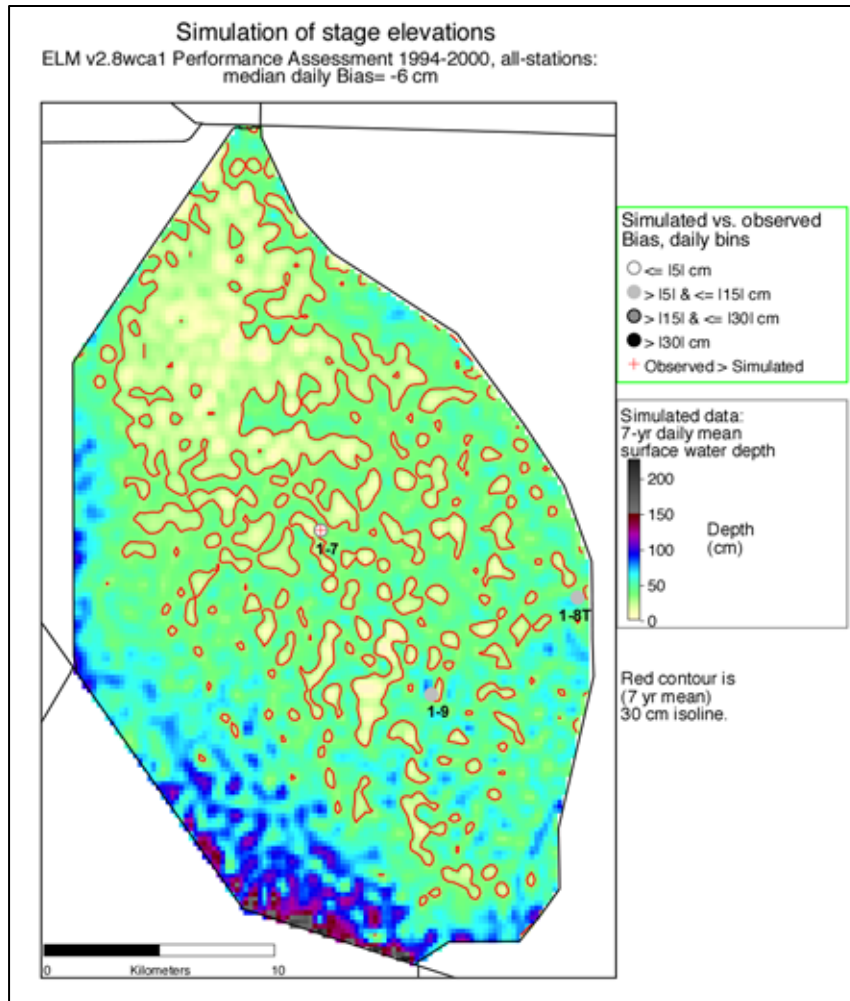 Simulation of stage elevations
ELM v2.8wca1 Performance Assessment 1994-2000, all-stations:
median daily Bias= -6 cm
Simulated vs. observed
Bias, daily bins
<= |5| cm
> |5| & <= |15| cm
> |15| & <= |30| cm
> |30| cm
+ Observed > Simulated
Simulated data:
7-yr daily mean
surface water depth
200
150
100
50
0
Depth
(cm)
1-7
1-8T
1-9
Red contour is
(7 yr mean)
30 cm isoline.
0 Kilometers 10